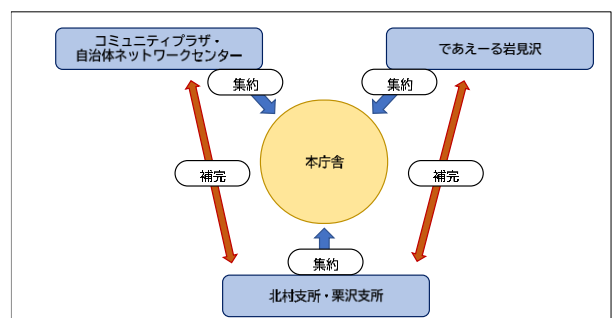 コミュニティプラザ・
自治体ネットワークセンター
であえーる岩見沢
集約
集約
本庁舎
補完
補完
集約
北村支所・栗沢支所